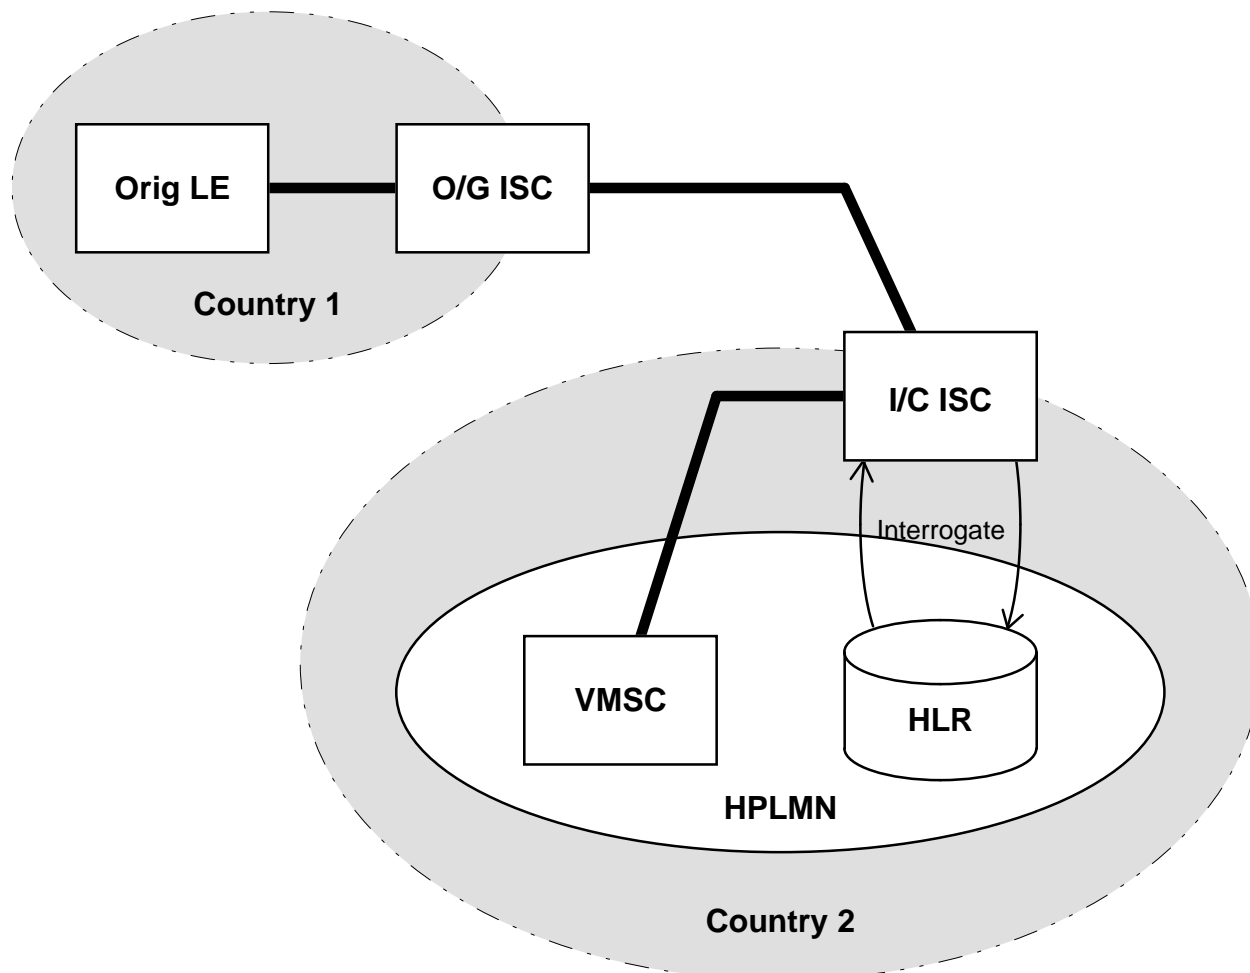 Orig LE
O/G ISC
Country 1
I/C ISC
Interrogate
VMSC
HLR
HPLMN
Country 2